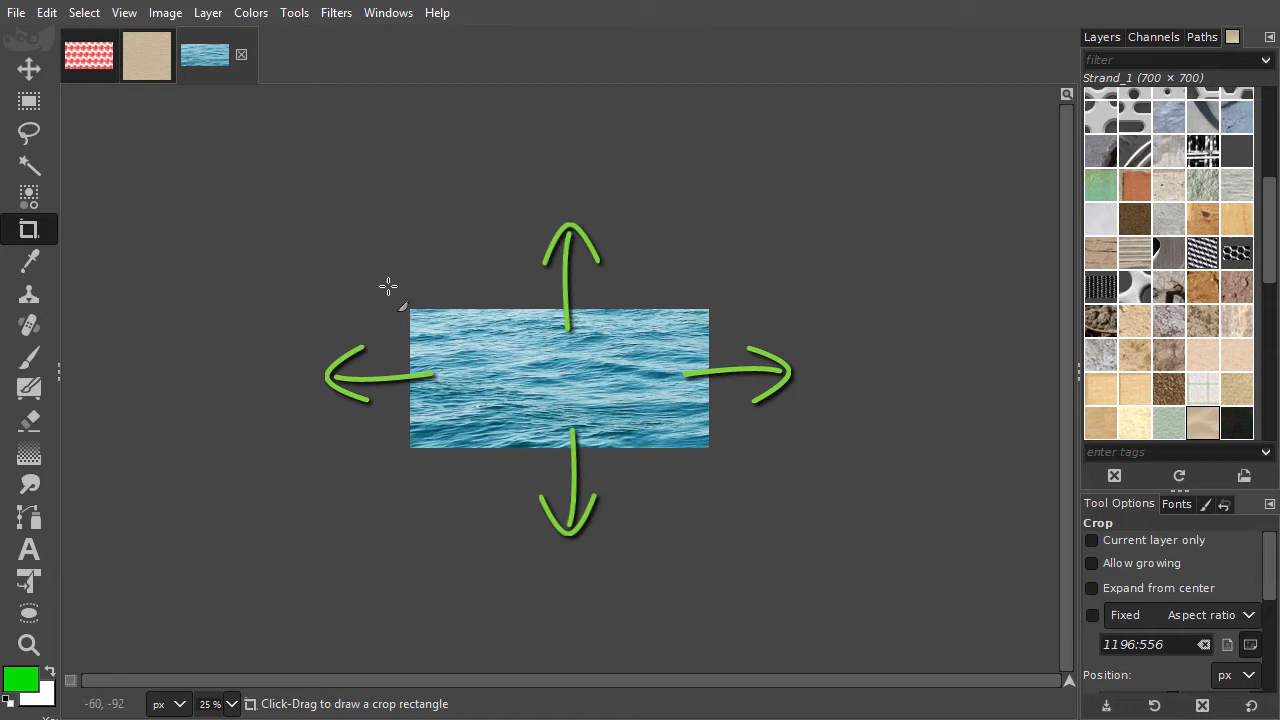 File Edit Select View Image Layer Colors Tools Filters Windows Help
Layers Channels Paths
filter
Strand_1 (700 × 700)
enter tags
Tool Options Fonts
Crop
Current layer only
Allow growing
Expand from center
Fixed Aspect ratio
1196:556
Position: px
-60, -92 px 25 % Click-Drag to draw a crop rectangle